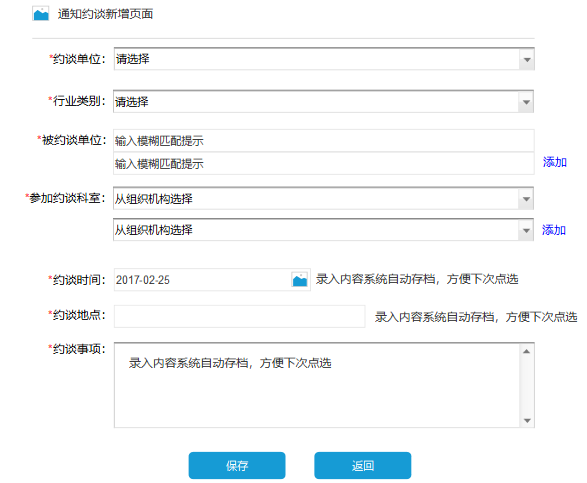 通知约谈新增页面
*约谈单位： 请选择
*行业类别： 请选择
*被约谈单位： 输入模糊匹配提示
输入模糊匹配提示 添加
*参加约谈科室： 从组织机构选择
从组织机构选择 添加
*约谈时间： 2017-02-25 录入内容系统自动存档，方便下次点选
*约谈地点： 录入内容系统自动存档，方便下次点选
*约谈事项： 录入内容系统自动存档，方便下次点选
保存 返回